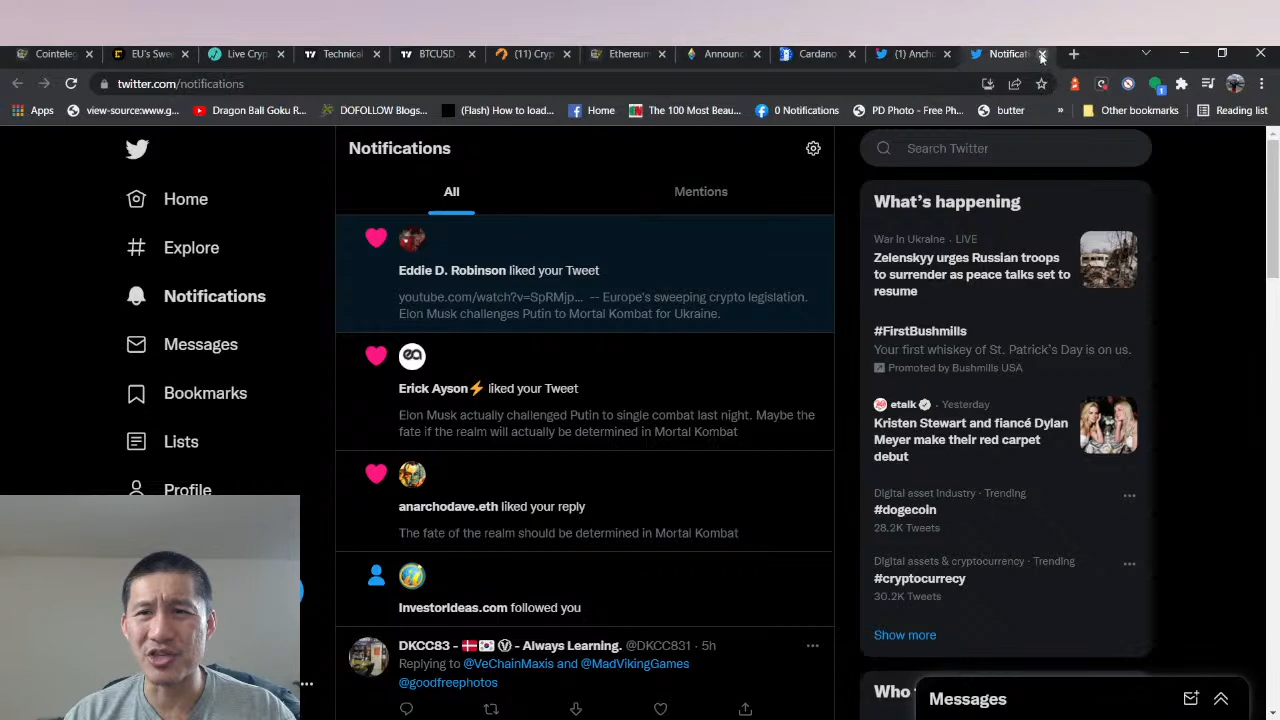 Cointeleg
EU's Swe
Live Cryp
Technical
BTCUSD
(11) Cryp
Ethereum
Announc
Cardano
(1) Ancho
Notificati
twitter.com/notifications
Apps
view-source:www.g...
Dragon Ball Goku R...
DOFOLLOW Blogs...
(Flash) How to load...
Home
The 100 Most Beau...
0 Notifications
PD Photo - Free Ph...
butter
»
Other bookmarks
Reading list
Home
Explore
Notifications
Messages
Bookmarks
Lists
Profile
Notifications
All
Mentions
Eddie D. Robinson liked your Tweet
youtube.com/watch?v=SpRMjp... -- Europe's sweeping crypto legislation.
Elon Musk challenges Putin to Mortal Kombat for Ukraine.
ea
Erick Ayson⚡ liked your Tweet
Elon Musk actually challenged Putin to single combat last night. Maybe the
fate if the realm will actually be determined in Mortal Kombat
anarchodave.eth liked your reply
The fate of the realm should be determined in Mortal Kombat
InvestorIdeas.com followed you
DKCC83 - 🇩🇰🇰🇷 Ⓥ - Always Learning. @DKCC831 · 5h
Replying to @VeChainMaxis and @MadVikingGames
@goodfreephotos
Search Twitter
What's happening
War in Ukraine · LIVE
Zelenskyy urges Russian troops
to surrender as peace talks set to
resume
#FirstBushmills
Your first whiskey of St. Patrick's Day is on us.
Promoted by Bushmills USA
etalk · Yesterday
Kristen Stewart and fiancé Dylan
Meyer make their red carpet
debut
Digital asset industry · Trending
#dogecoin
28.2K Tweets
Digital assets & cryptocurrency · Trending
#cryptocurrecy
30.2K Tweets
Show more
Who
Messages